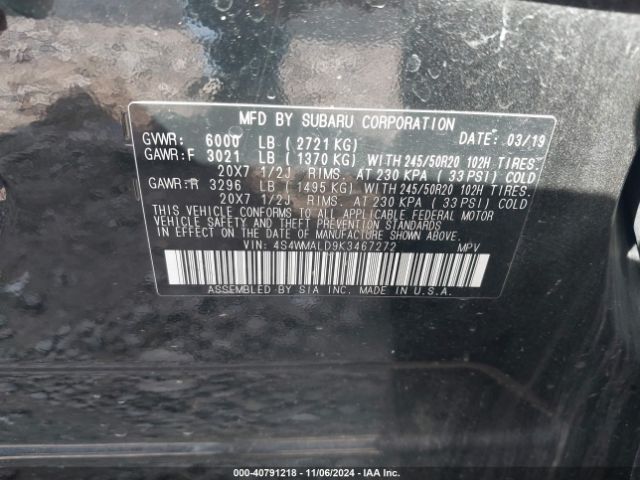 MFD BY SUBARU CORPORATION
GVWR: 6000 LB ( 2721 KG) DATE: 03/19
GAWR:F 3021 LB ( 1370 KG) WITH 245/50R20 102H TIRES,
20X7 1/2J RIMS. AT 230 KPA ( 33 PSI) COLD
GAWR:R 3296 LB ( 1495 KG) WITH 245/50R20 102H TIRES,
20X7 1/2J RIMS. AT 230 KPA ( 33 PSI) COLD
THIS VEHICLE CONFORMS TO ALL APPLICABLE FEDERAL MOTOR
VEHICLE SAFETY AND THEFT PREVENTION STANDARDS
IN EFFECT ON THE DATE OF MANUFACTURE SHOWN ABOVE.
VIN: 4S4WMALD9K3467272 MPV
ASSEMBLED BY SIA INC. MADE IN U.S.A.
000-40791218 - 11/06/2024 - IAA Inc.